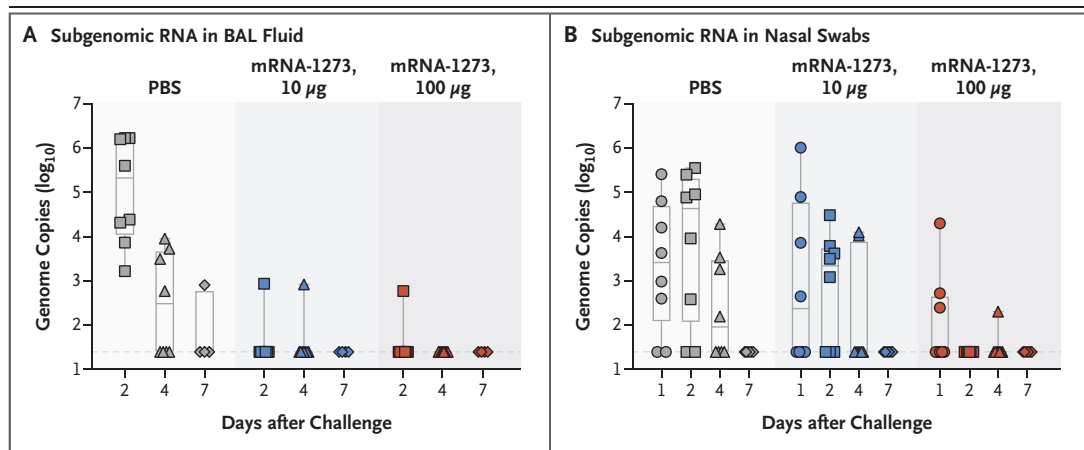 A Subgenomic RNA in BAL Fluid
PBS
mRNA-1273,
10 µg
mRNA-1273,
100 µg
Genome Copies (log10)
7
6
5
4
3
2
1
2 4 7 2 4 7 2 4 7
Days after Challenge
B Subgenomic RNA in Nasal Swabs
PBS
mRNA-1273,
10 µg
mRNA-1273,
100 µg
Genome Copies (log10)
7
6
5
4
3
2
1
1 2 4 7 1 2 4 7 1 2 4 7
Days after Challenge